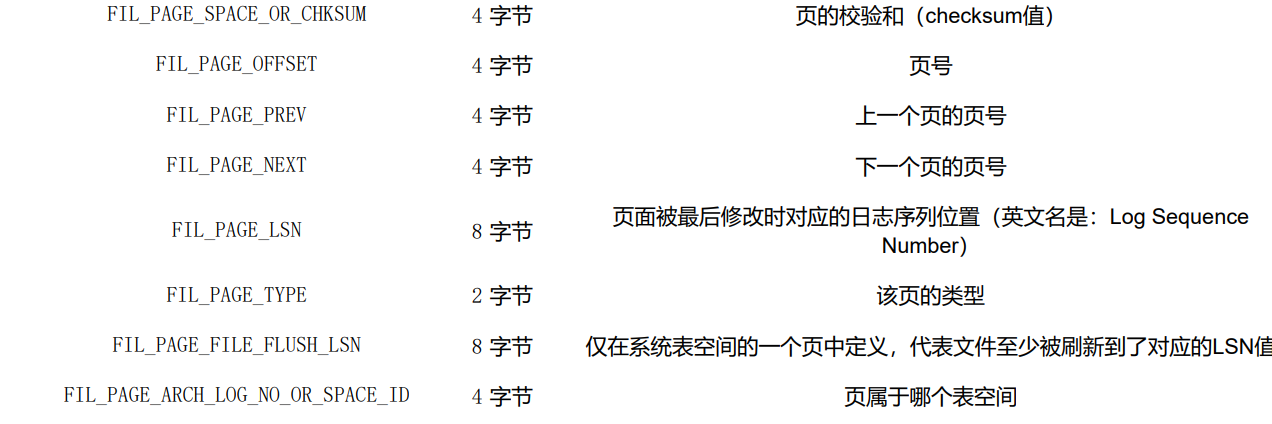 FIL_PAGE_SPACE_OR_CHKSUM 4 字节 页的校验和（checksum值）
FIL_PAGE_OFFSET 4 字节 页号
FIL_PAGE_PREV 4 字节 上一个页的页号
FIL_PAGE_NEXT 4 字节 下一个页的页号
FIL_PAGE_LSN 8 字节 页面被最后修改时对应的日志序列位置（英文名是：Log Sequence
Number）
FIL_PAGE_TYPE 2 字节 该页的类型
FIL_PAGE_FILE_FLUSH_LSN 8 字节 仅在系统表空间的一个页中定义，代表文件至少被刷新到了对应的LSN值
FIL_PAGE_ARCH_LOG_NO_OR_SPACE_ID 4 字节 页属于哪个表空间